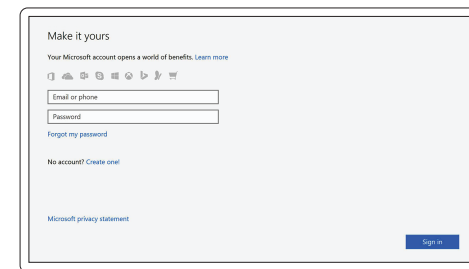 Make it yours
Your Microsoft account opens a world of benefits. Learn more
Email or phone
Password
Forgot my password
No account? Create one!
Microsoft privacy statement
Sign in